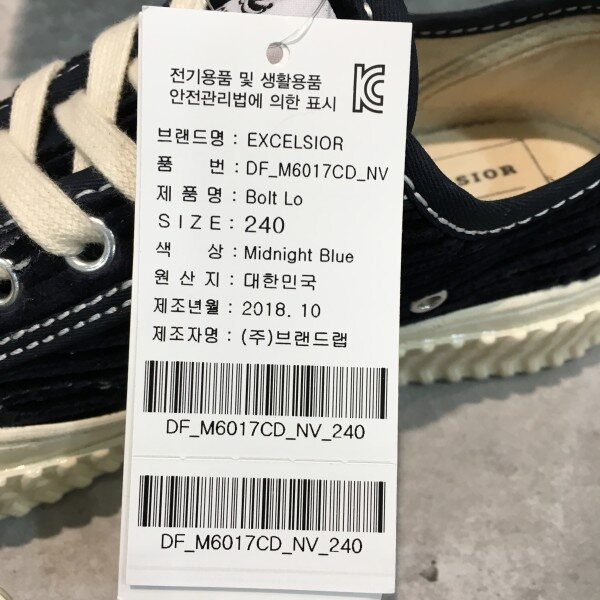 전기용품 및 생활용품
안전관리법에 의한 표시
브랜드명 : EXCELSIOR
품 번 : DF_M6017CD_NV
제 품 명 : Bolt Lo
S I Z E : 240
색 상 : Midnight Blue
원 산 지 : 대한민국
제조년월 : 2018. 10
제조자명 : (주)브랜드랩
DF_M6017CD_NV_240
DF_M6017CD_NV_240
LSIOR